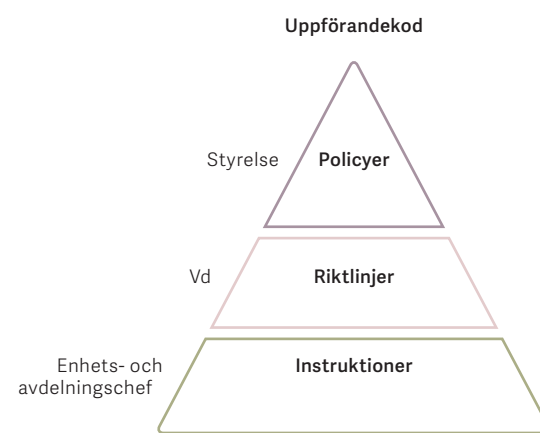 Uppförandekod
Styrelse
Policyer
Vd
Riktlinjer
Enhets- och
avdelningschef
Instruktioner